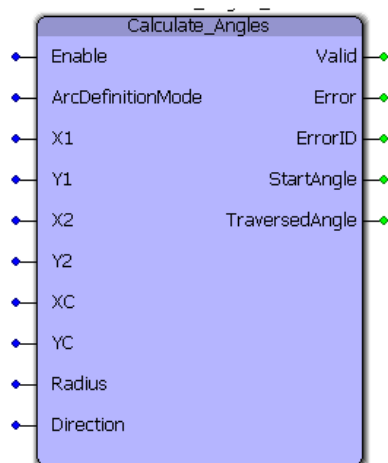 Calculate_Angles
Enable Valid
ArcDefinitionMode Error
X1 ErrorID
Y1 StartAngle
X2 TraversedAngle
Y2
XC
YC
Radius
Direction